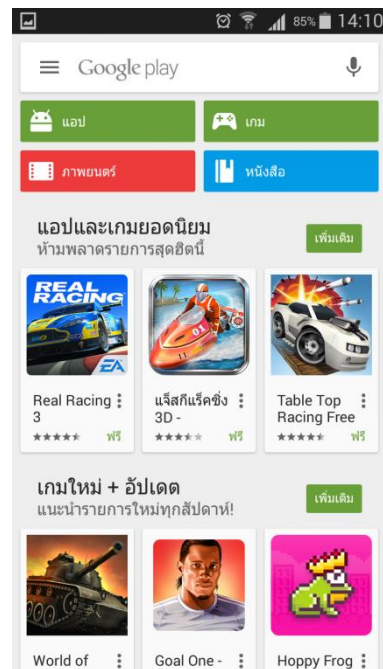 85% 14:10
Google play
แอป
เกม
ภาพยนตร์
หนังสือ
แอปและเกมยอดนิยม
ห้ามพลาดรายการสุดฮิตนี้
เพิ่มเติม
REAL
RACING
EA
01
Real Racing
3
ฟรี
แจ็สกีแร็คซิ่ง
3D -
ฟรี
Table Top
Racing Free
ฟรี
เกมใหม่ + อัปเดต
แนะนำรายการใหม่ทุกสัปดาห์!
เพิ่มเติม
World of
Goal One -
Hoppy Frog